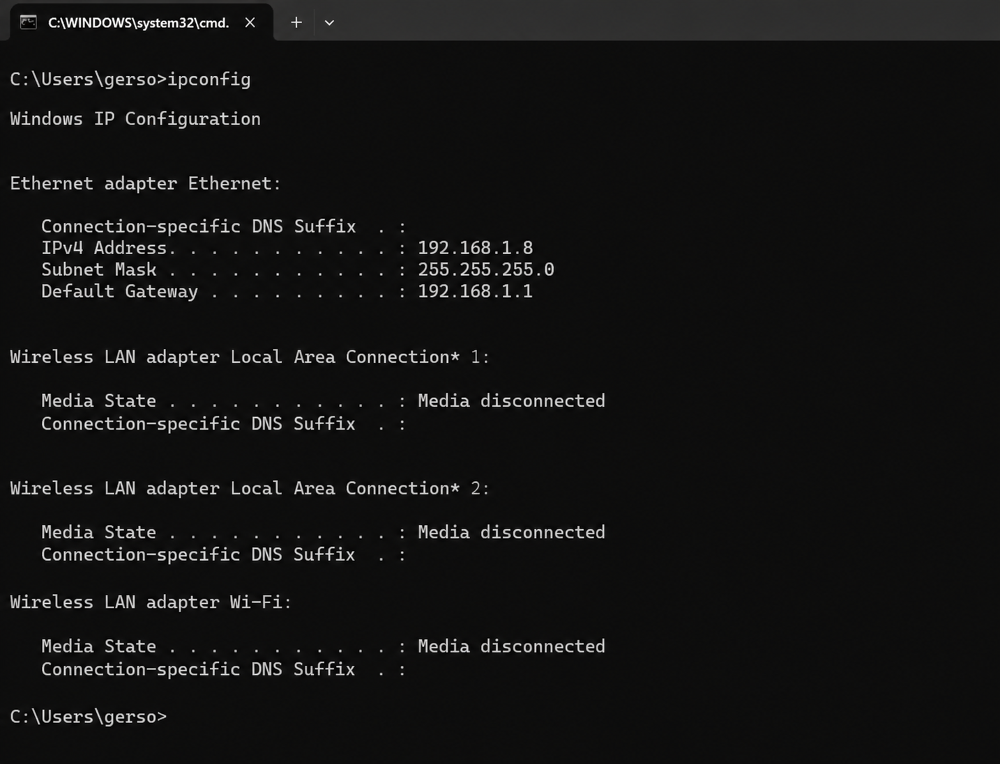 C:\WINDOWS\system32\cmd.
C:\Users\gerso>ipconfig
Windows IP Configuration
Ethernet adapter Ethernet:
   Connection-specific DNS Suffix  . :
   IPv4 Address. . . . . . . . . . . : 192.168.1.8
   Subnet Mask . . . . . . . . . . . : 255.255.255.0
   Default Gateway . . . . . . . . . : 192.168.1.1
Wireless LAN adapter Local Area Connection* 1:
   Media State . . . . . . . . . . . : Media disconnected
   Connection-specific DNS Suffix  . :
Wireless LAN adapter Local Area Connection* 2:
   Media State . . . . . . . . . . . : Media disconnected
   Connection-specific DNS Suffix  . :
Wireless LAN adapter Wi-Fi:
   Media State . . . . . . . . . . . : Media disconnected
   Connection-specific DNS Suffix  . :
C:\Users\gerso>